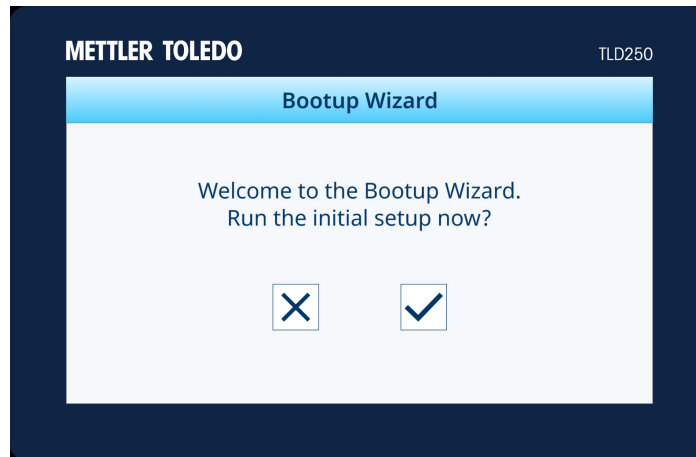 METTLER TOLEDO
TLD250
Bootup Wizard
Welcome to the Bootup Wizard.
Run the initial setup now?